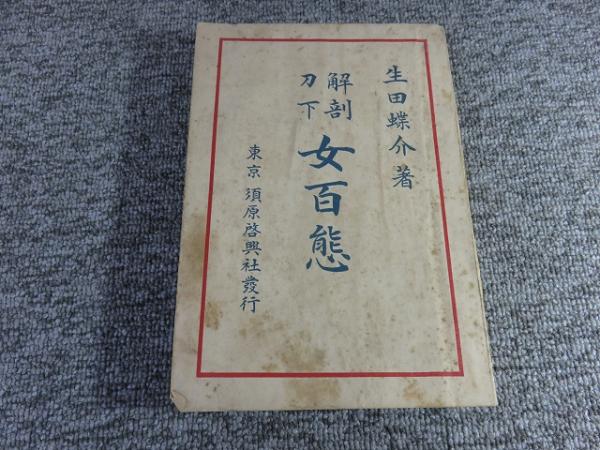 生田蝶介著
解剖
刀下
女百態
東京 須原啓興社發行